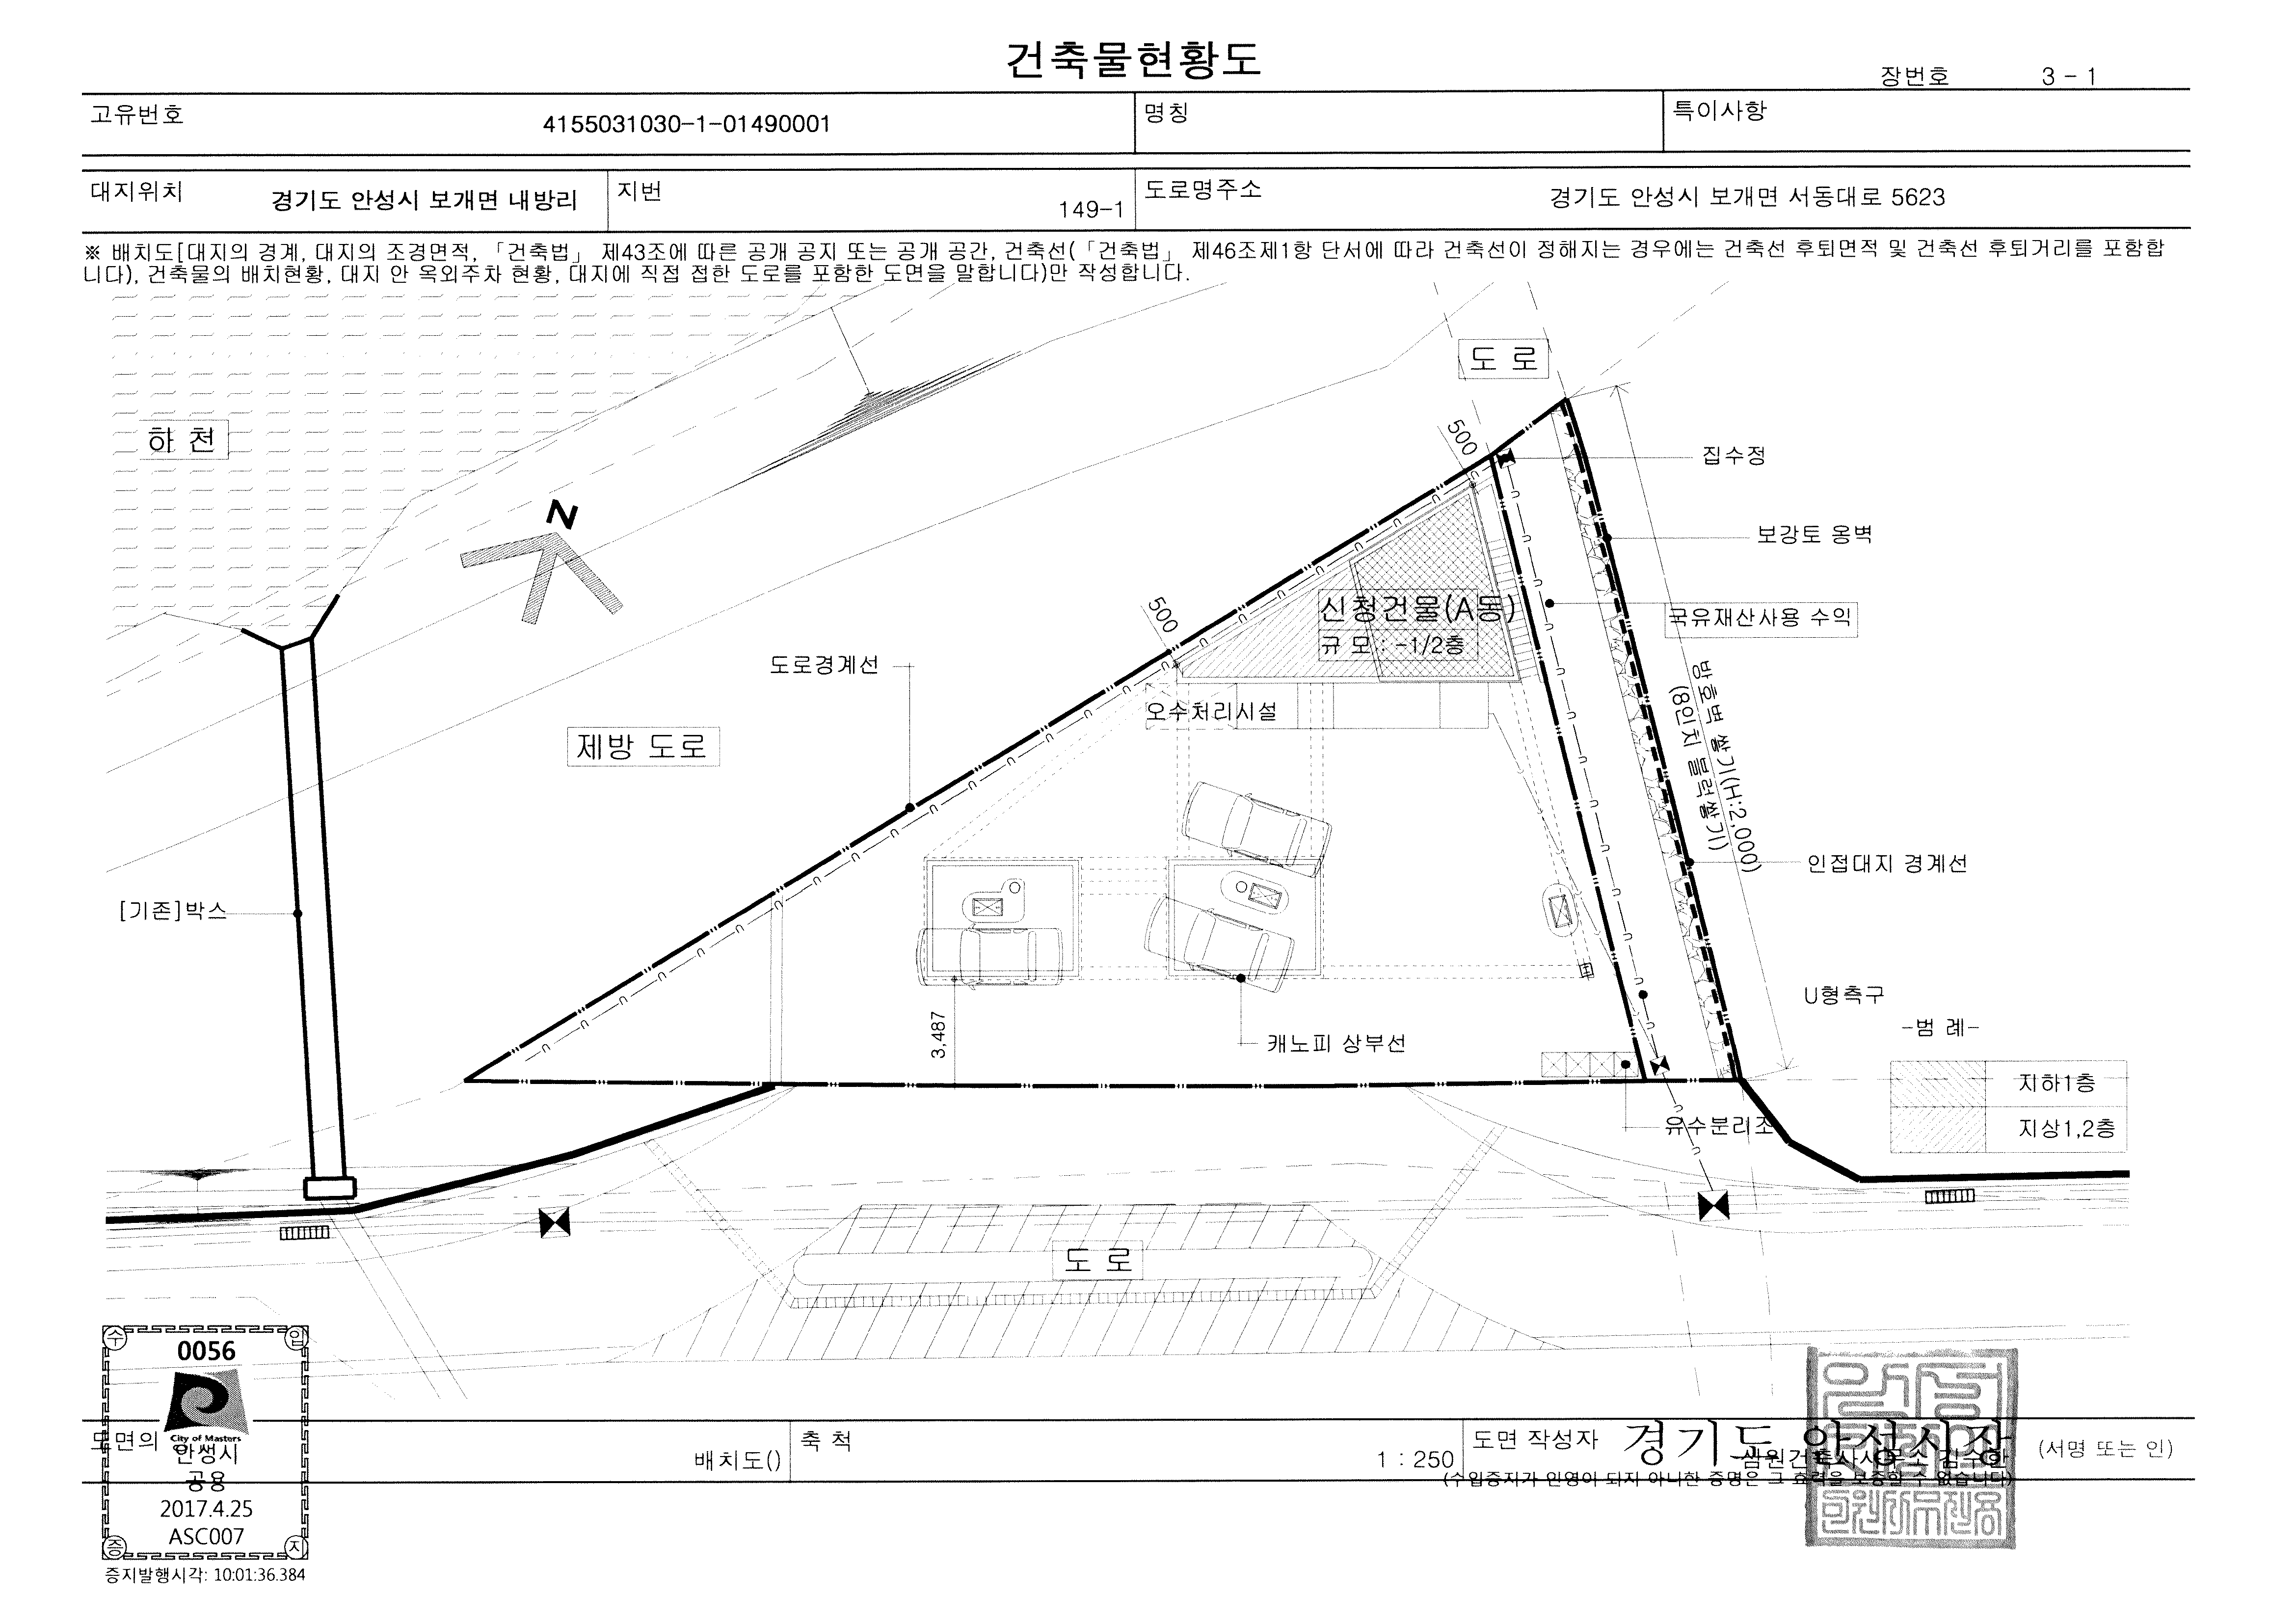 건축물현황도
장번호 3 - 1
고유번호 4155031030-1-01490001 명칭 특이사항
대지위치 경기도 안성시 보개면 내방리 지번 149-1 도로명주소 경기도 안성시 보개면 서동대로 5623
※ 배치도[대지의 경계, 대지의 조경면적, 「건축법」 제43조에 따른 공개 공지 또는 공개 공간, 건축선(「건축법」 제46조제1항 단서에 따라 건축선이 정해지는 경우에는 건축선 후퇴면적 및 건축선 후퇴거리를 포함합
니다), 건축물의 배치현황, 대지 안 옥외주차 현황, 대지에 직접 접한 도로를 포함한 도면을 말합니다)만 작성합니다.
도 로
하 천
500
집수정
N
보강토 옹벽
500
신청건물(A동)
국유재산사용 수익
규 모 : -1/2층
도로경계선
오수처리시설
제방 도로
방호벽 쌓기(H:2,000)
(8인치 블럭쌓기)
인접대지 경계선
[기존]박스
U형측구
3,487
캐노피 상부선
-범 례-
지하1층
지상1,2층
유수분리조
도 로
수 입
0056
City of Masters
안성시
공용
2017.4.25
ASC007
증 지
증지발행시각: 10:01:36.384
도면의
배치도()
축 척 1 : 250
도면 작성자
경기도 안성시장
삼원건축사사무소 김수한
(서명 또는 인)
(수입증지가 인영이 되지 아니한 증명은 그 효력을 보증할 수 없습니다)